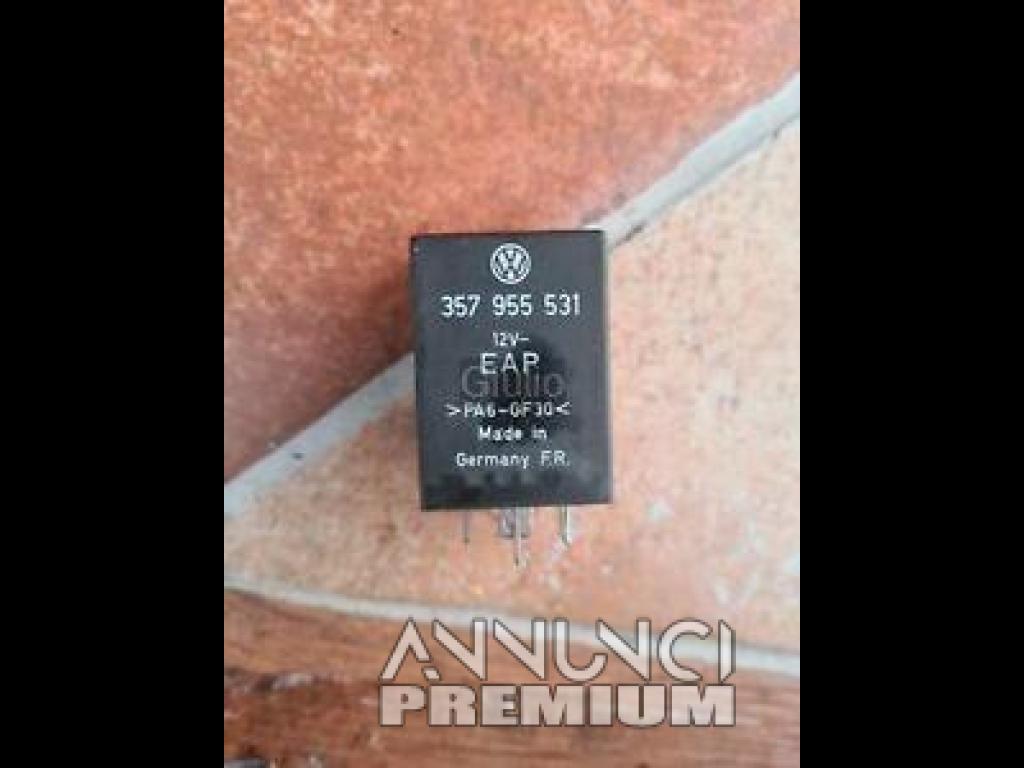 357 955 531
12V-
EAP
Giulio
>PA6-GF30<
Made in
Germany F.R.
ANNUNCI
PREMIUM